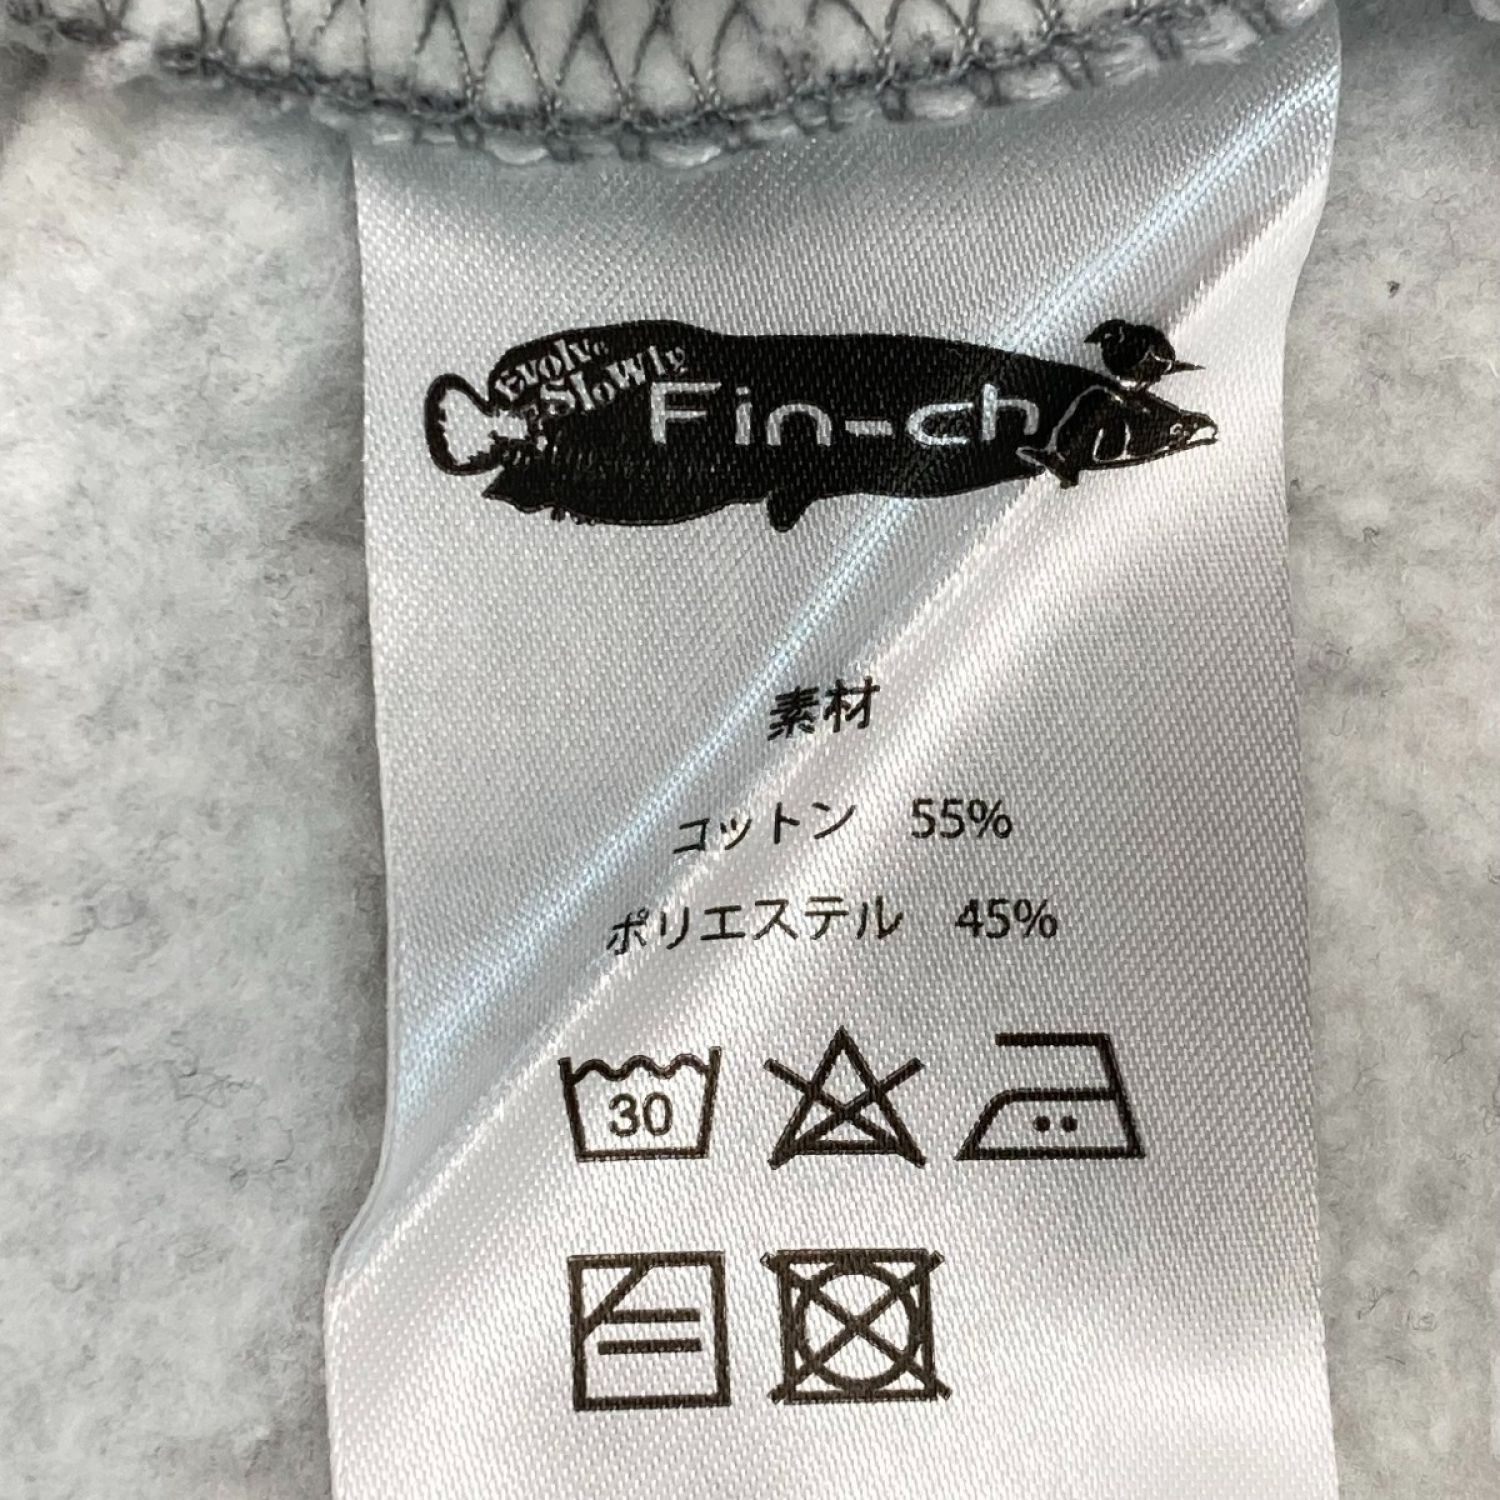 Evolve
Slowly
Fin-ch
素材
コットン 55%
ポリエステル 45%
30